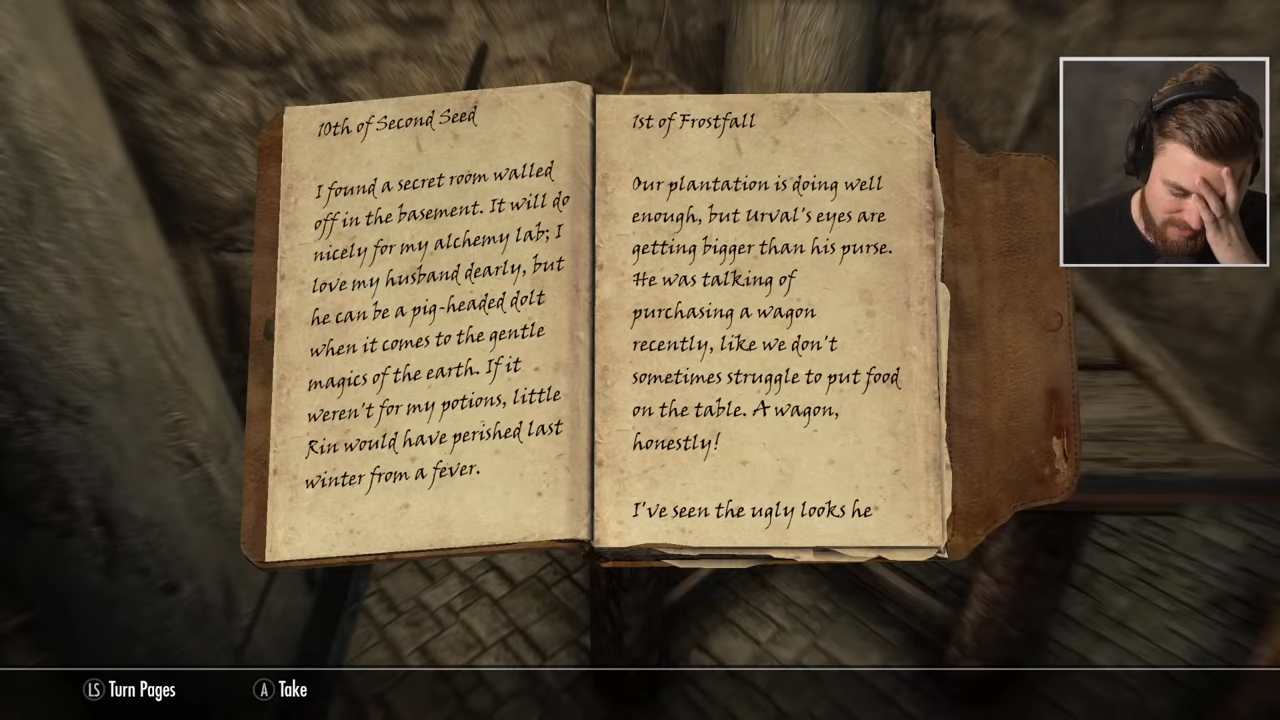 10th of Second Seed
I found a secret room walled
off in the basement. It will do
nicely for my alchemy lab; I
love my husband dearly, but
he can be a pig-headed dolt
when it comes to the gentle
magics of the earth. If it
weren't for my potions, little
Rin would have perished last
winter from a fever.
1st of Frostfall
Our plantation is doing well
enough, but Urval's eyes are
getting bigger than his purse.
He was talking of
purchasing a wagon
recently, like we don't
sometimes struggle to put food
on the table. A wagon,
honestly!
I've seen the ugly looks he
LS Turn Pages
A Take